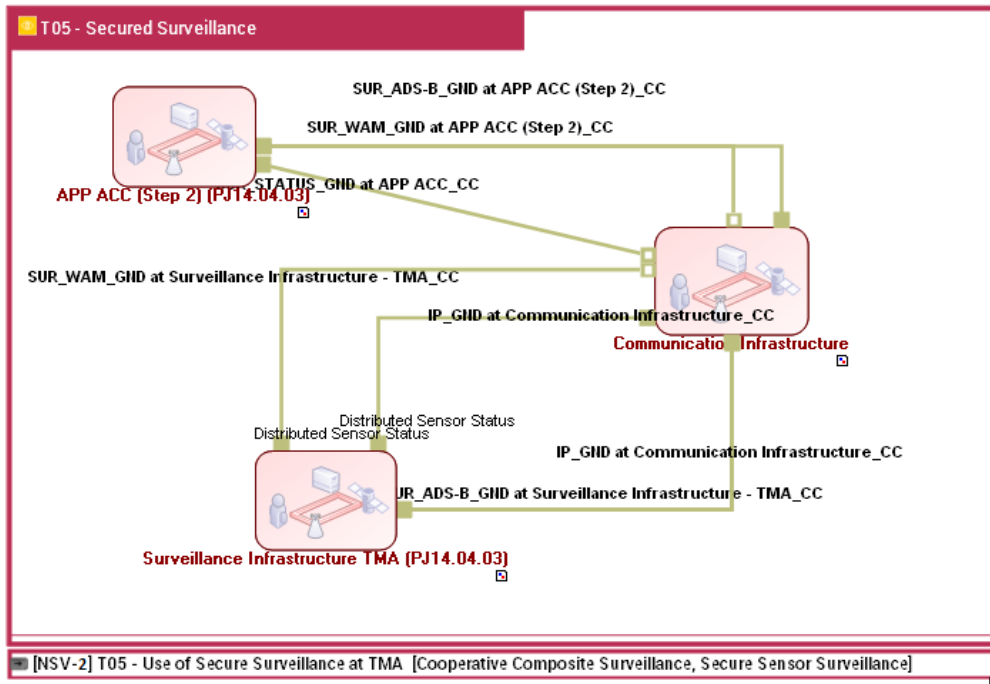 T05 - Secured Surveillance
SUR_ADS-B_GND at APP ACC (Step 2)_CC
SUR_WAM_GND at APP ACC (Step 2)_CC
STATUS_GND at APP ACC_CC
APP ACC (Step 2) (PJ14.04.03)
SUR_WAM_GND at Surveillance Infrastructure - TMA_CC
IP_GND at Communication Infrastructure_CC
Communication Infrastructure
Distributed Sensor Status
Distributed Sensor Status
IP_GND at Communication Infrastructure_CC
UR_ADS-B_GND at Surveillance Infrastructure - TMA_CC
Surveillance Infrastructure TMA (PJ14.04.03)
[NSV-2] T05 - Use of Secure Surveillance at TMA [Cooperative Composite Surveillance, Secure Sensor Surveillance]